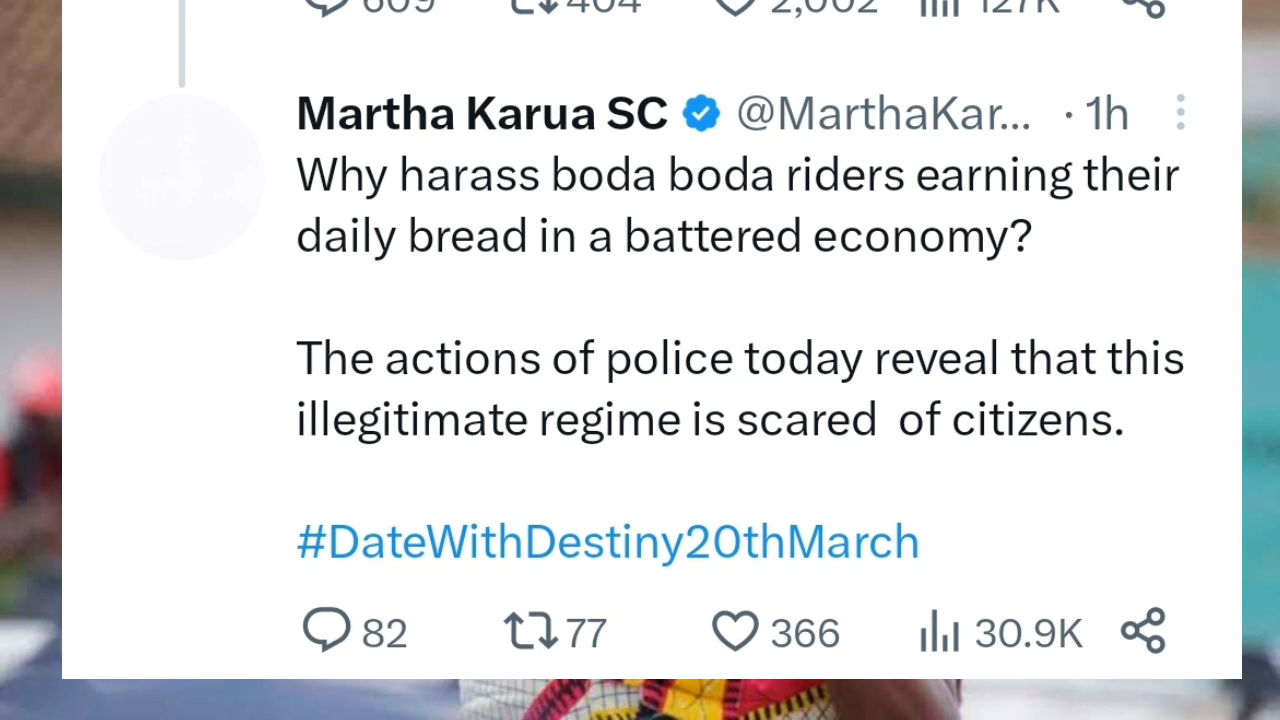 609 404 2,002 127K
Martha Karua SC @MarthaKar... · 1h
Why harass boda boda riders earning their
daily bread in a battered economy?
The actions of police today reveal that this
illegitimate regime is scared  of citizens.
#DateWithDestiny20thMarch
82 77 366 30.9K